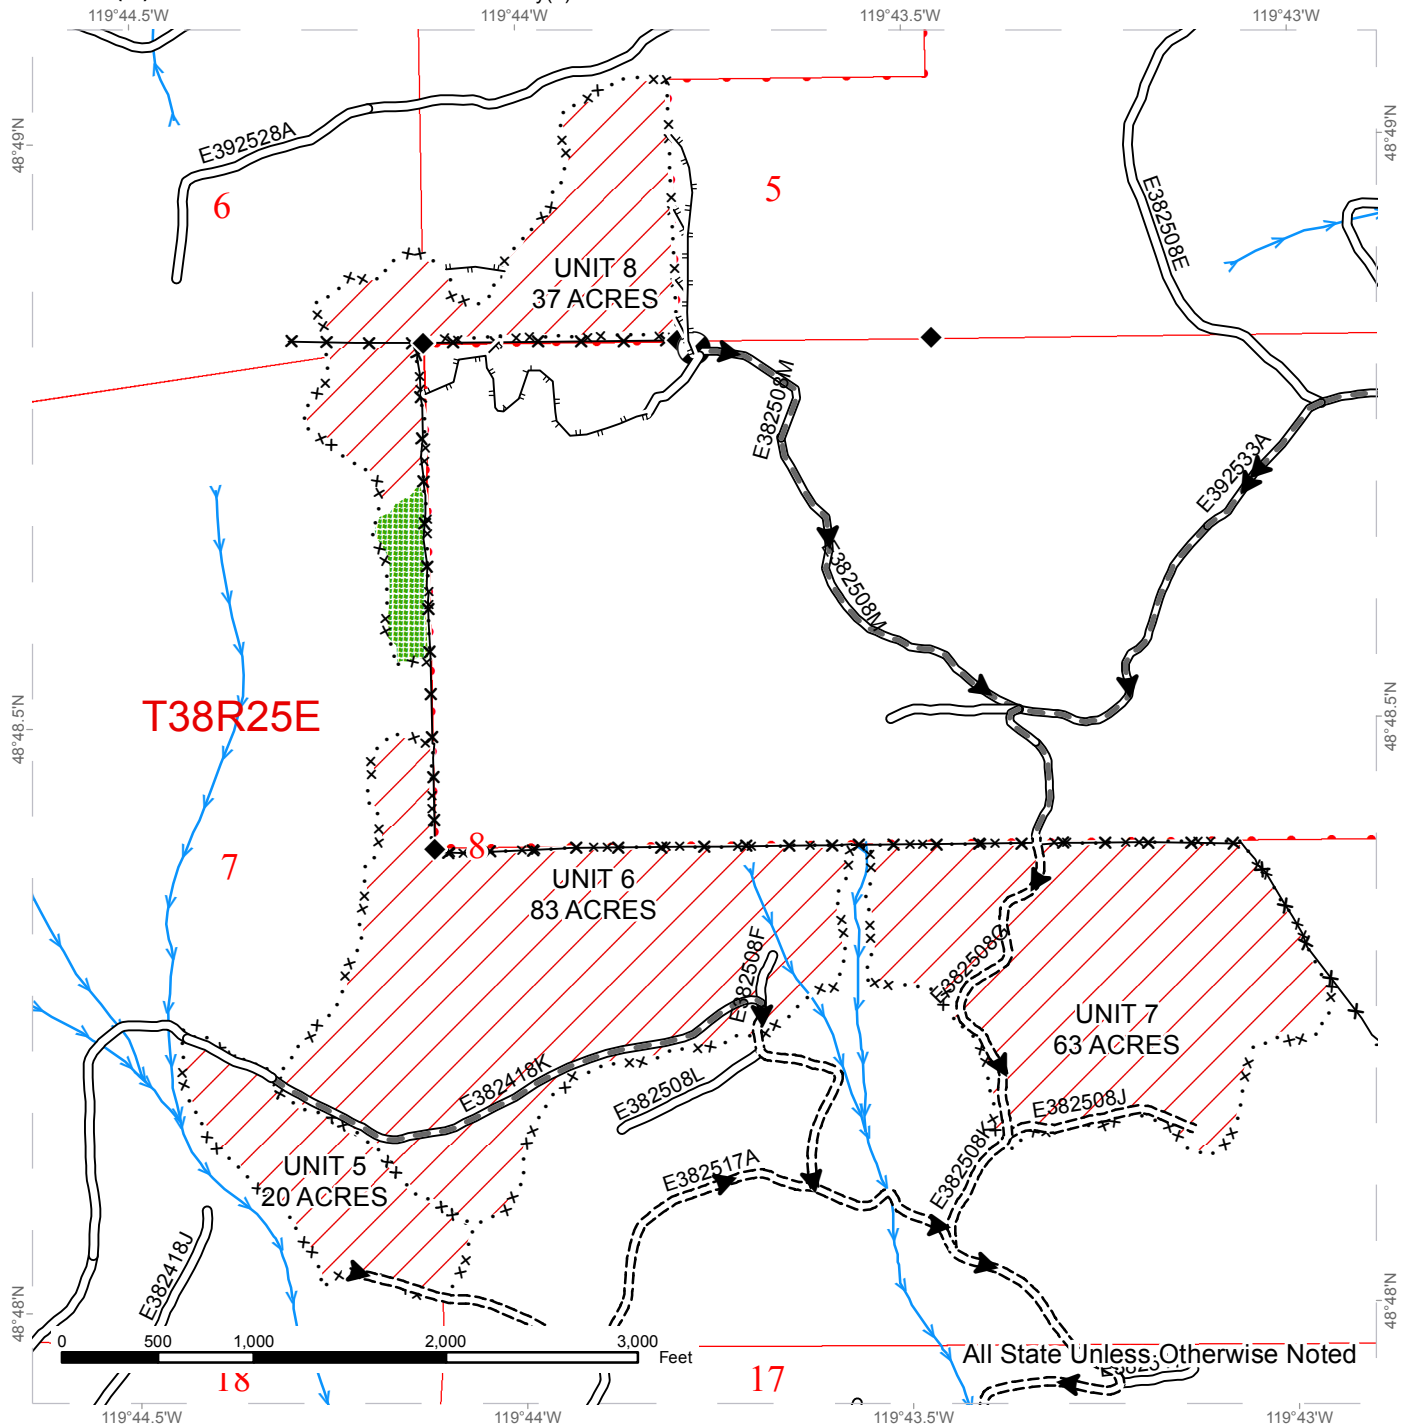 119°44.5'W
119°44'W
119°43.5'W
119°43'W
48°49'N
48°49'N
E392528A
6
5
E382508E
UNIT 8
37 ACRES
E382508M
E392533A
E382508M
T38R25E
48°48.5'N
48°48.5'N
7
8
UNIT 6
83 ACRES
E382508F
E382508G
UNIT 7
63 ACRES
E382418K
E382508L
E382508J
E382508K
UNIT 5
20 ACRES
E382517A
E382418J
48°48'N
48°48'N
0 500 1,000 2,000 3,000
Feet
All State Unless Otherwise Noted
18
17
119°44.5'W
119°44'W
119°43.5'W
119°43'W